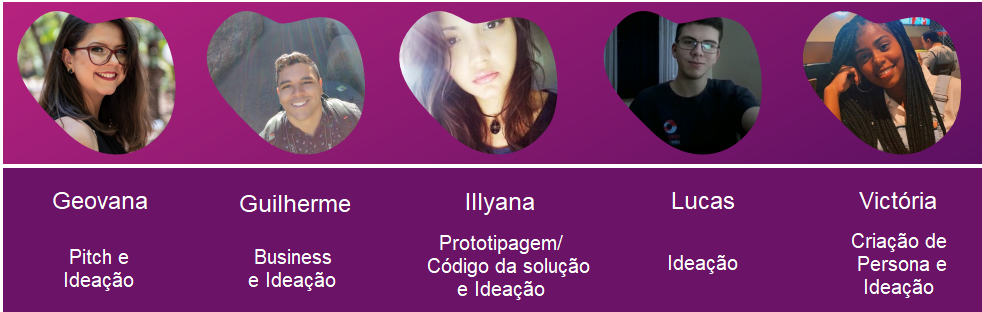 Geovana
Pitch e
Ideação
Guilherme
Business
e Ideação
Illyana
Prototipagem/
Código da solução
e Ideação
Lucas
Ideação
Victória
Criação de
Persona e
Ideação